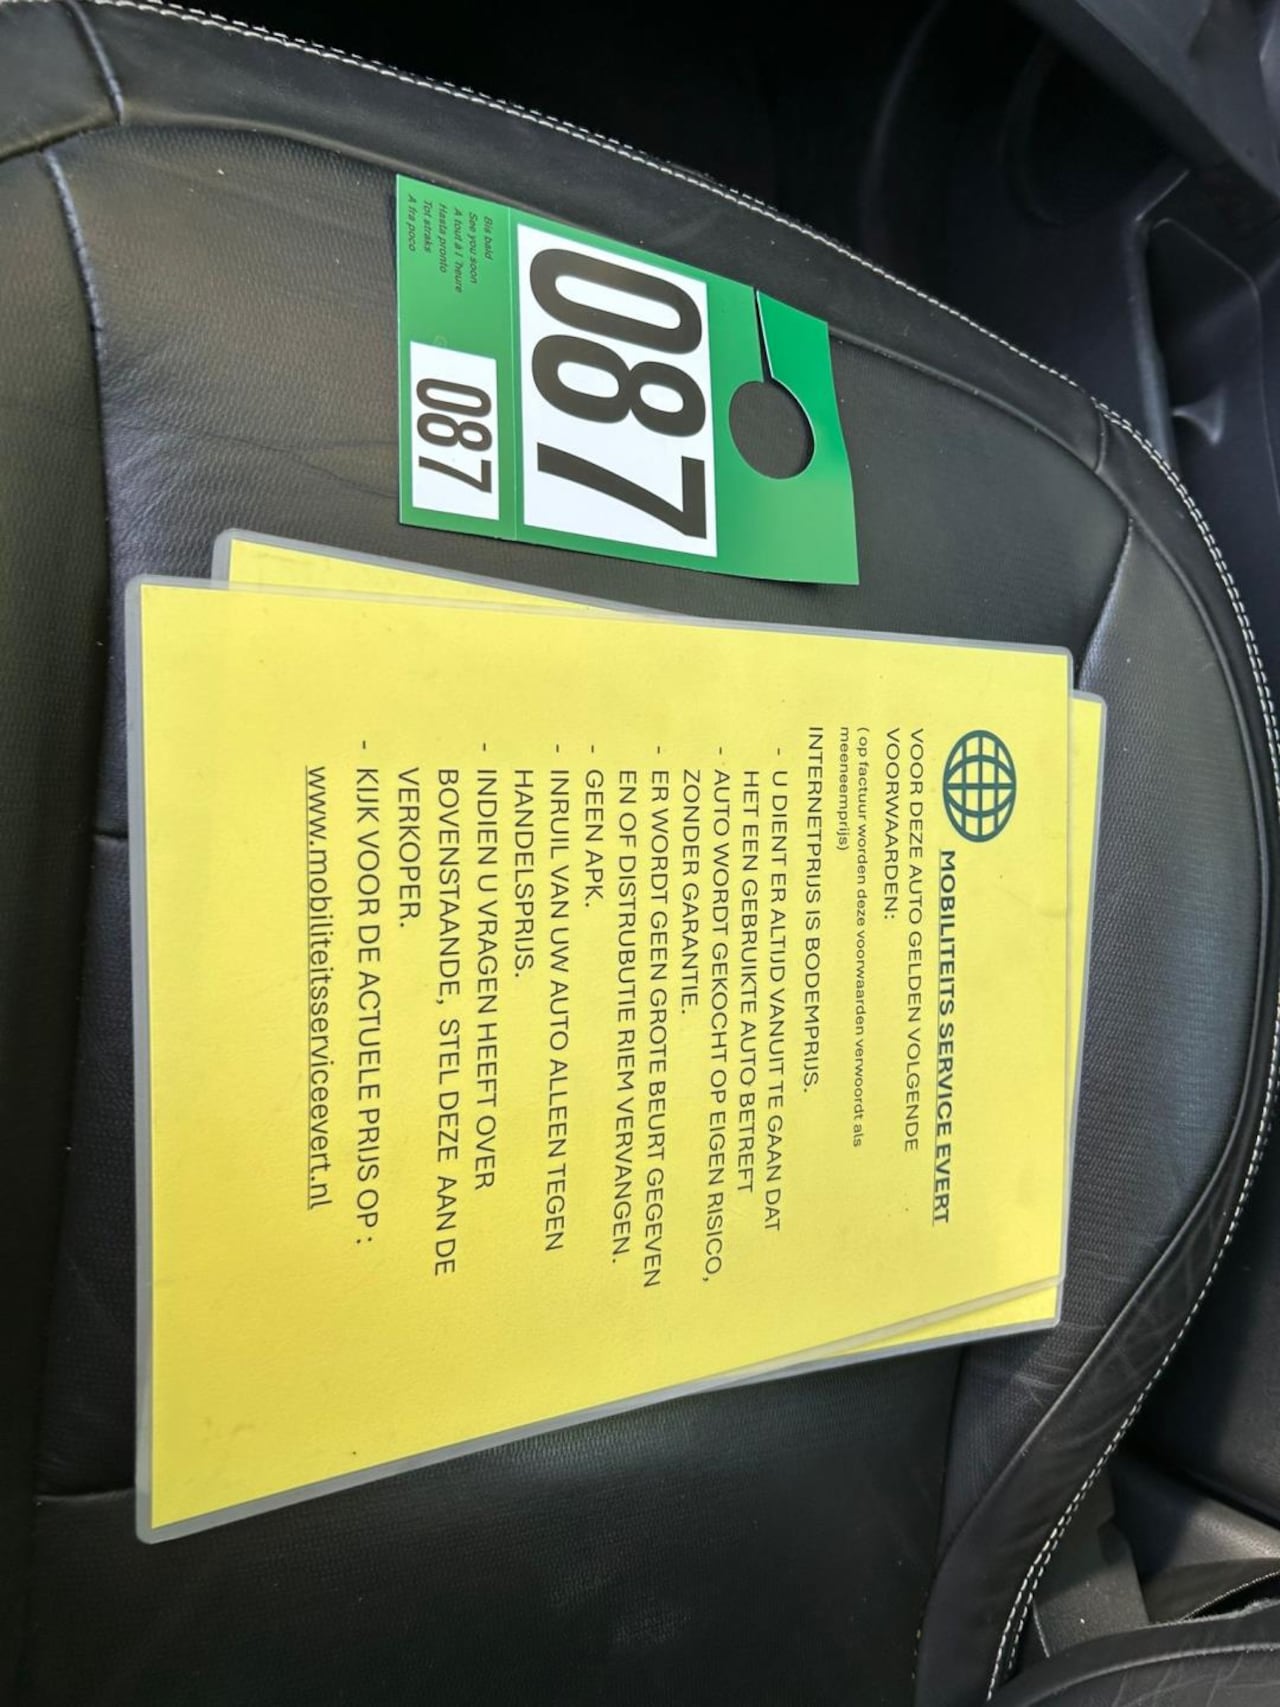 087
Bis bald
See you soon
A tout à l 'heure
Hasta pronto
Tot straks
A fra poco
087
MOBILITEITS SERVICE EVERT
VOOR DEZE AUTO GELDEN VOLGENDE
VOORWAARDEN:
( op factuur worden deze voorwaarden verwoordt als
meeneemprijs)
INTERNETPRIJS IS BODEMPRIJS.
- U DIENT ER ALTIJD VANUIT TE GAAN DAT
HET EEN GEBRUIKTE AUTO BETREFT
- AUTO WORDT GEKOCHT OP EIGEN RISICO,
ZONDER GARANTIE.
- ER WORDT GEEN GROTE BEURT GEGEVEN
EN OF DISTRUBUTIE RIEM VERVANGEN.
- GEEN APK.
- INRUIL VAN UW AUTO ALLEEN TEGEN
HANDELSPRIJS.
- INDIEN U VRAGEN HEEFT OVER
BOVENSTAANDE, STEL DEZE AAN DE
VERKOPER.
- KIJK VOOR DE ACTUELE PRIJS OP :
www.mobiliteitsserviceevert.nl